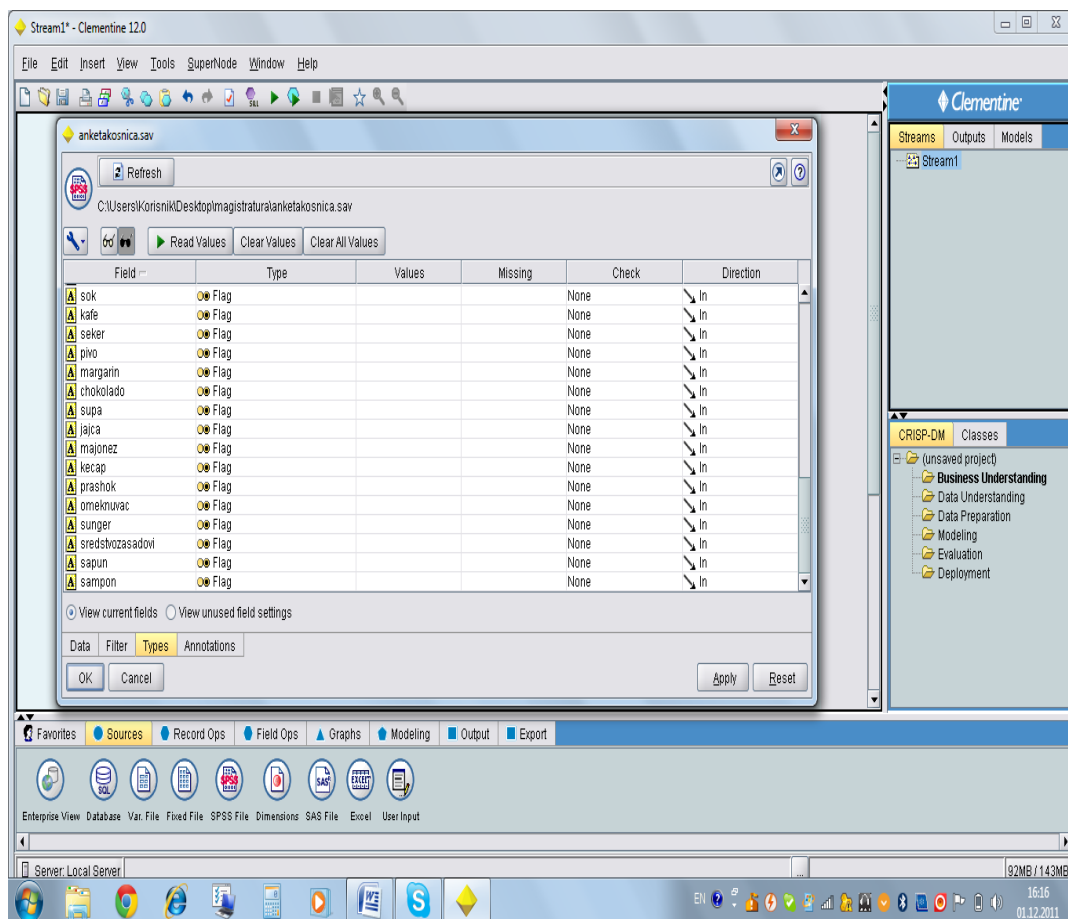 Stream1* - Clementine 12.0
File Edit Insert View Tools SuperNode Window Help
Clementine
anketakosnica.sav
Streams Outputs Models
Stream1
Refresh
C:\Users\Korisnik\Desktop\magistratura\anketakosnica.sav
Read Values Clear Values Clear All Values
Field Type Values Missing Check Direction
sok Flag None In
kafe Flag None In
seker Flag None In
pivo Flag None In
margarin Flag None In
chokolado Flag None In
supa Flag None In
jajca Flag None In
majonez Flag None In
kecap Flag None In
prashok Flag None In
omeknuvac Flag None In
sunger Flag None In
sredstvozasadovi Flag None In
sapun Flag None In
sampon Flag None In
View current fields View unused field settings
Data Filter Types Annotations
OK Cancel Apply Reset
CRISP-DM Classes
(unsaved project)
Business Understanding
Data Understanding
Data Preparation
Modeling
Evaluation
Deployment
Favorites Sources Record Ops Field Ops Graphs Modeling Output Export
Enterprise View Database Var. File Fixed File SPSS File Dimensions SAS File Excel User Input
Server: Local Server
...
92MB / 143MB
EN
16:16
01.12.2011